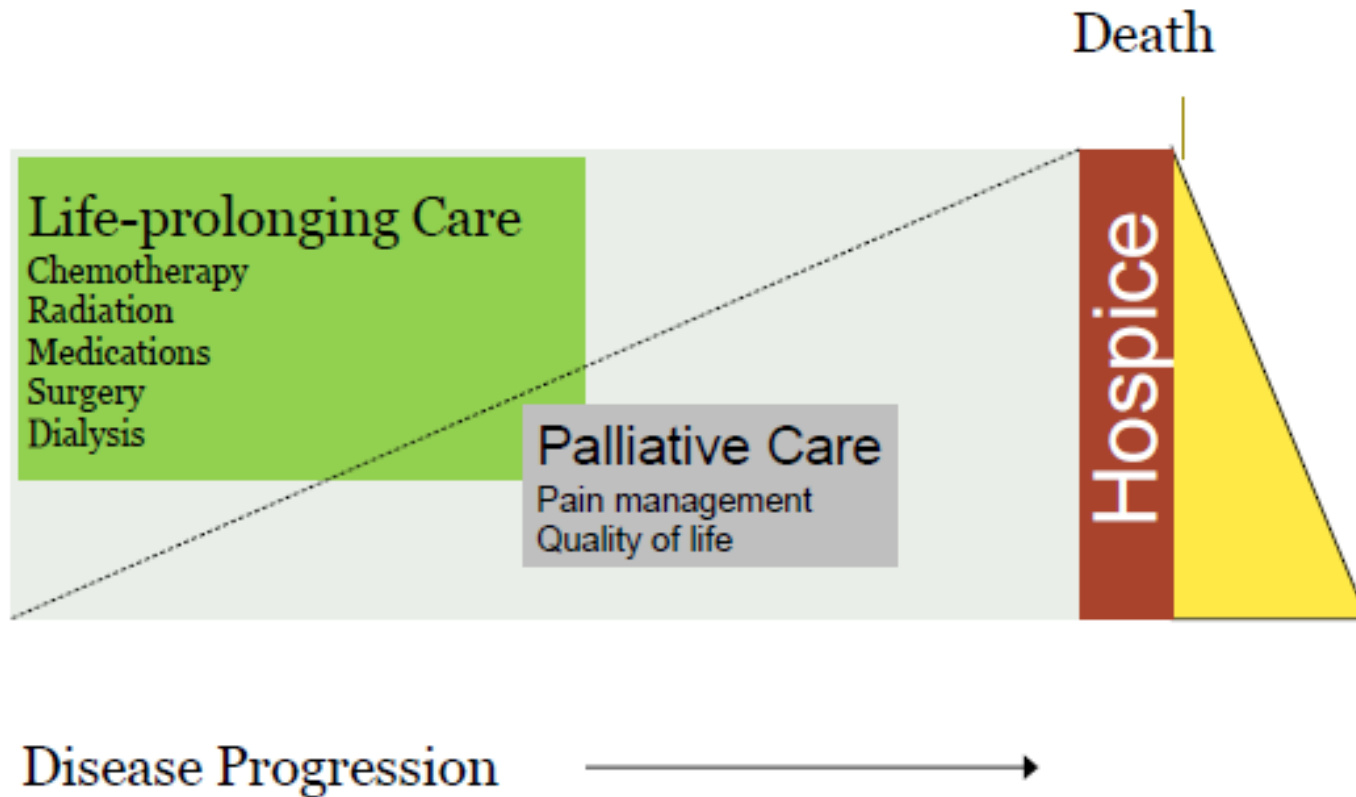 Death
Life-prolonging Care
Chemotherapy
Radiation
Medications
Surgery
Dialysis
Palliative Care
Pain management
Quality of life
Hospice
Disease Progression